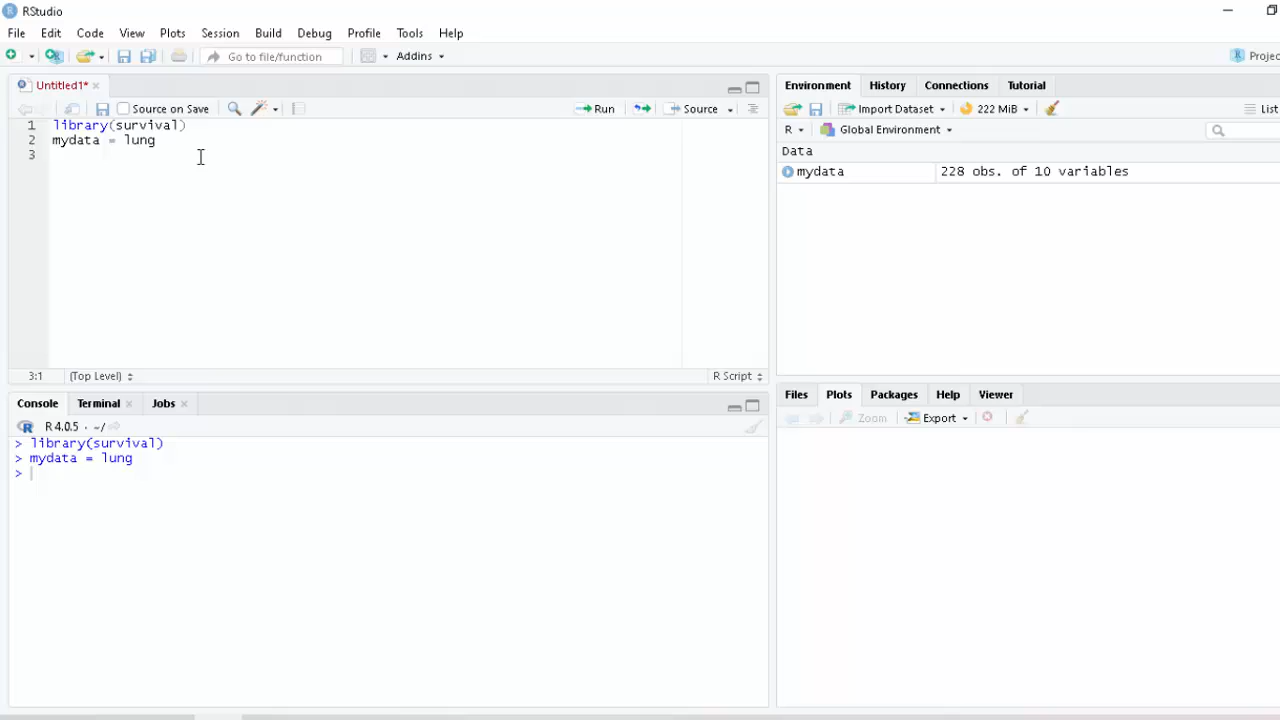 RStudio
File Edit Code View Plots Session Build Debug Profile Tools Help
Go to file/function Addins
Untitled1*
Source on Save Run Source
1 library(survival)
2 mydata = lung
3
3:1 (Top Level) R Script
Console Terminal Jobs
R 4.0.5 · ~/
> library(survival)
> mydata = lung
>
Environment History Connections Tutorial
Import Dataset 222 MiB List
R Global Environment
Data
mydata 228 obs. of 10 variables
Files Plots Packages Help Viewer
Zoom Export